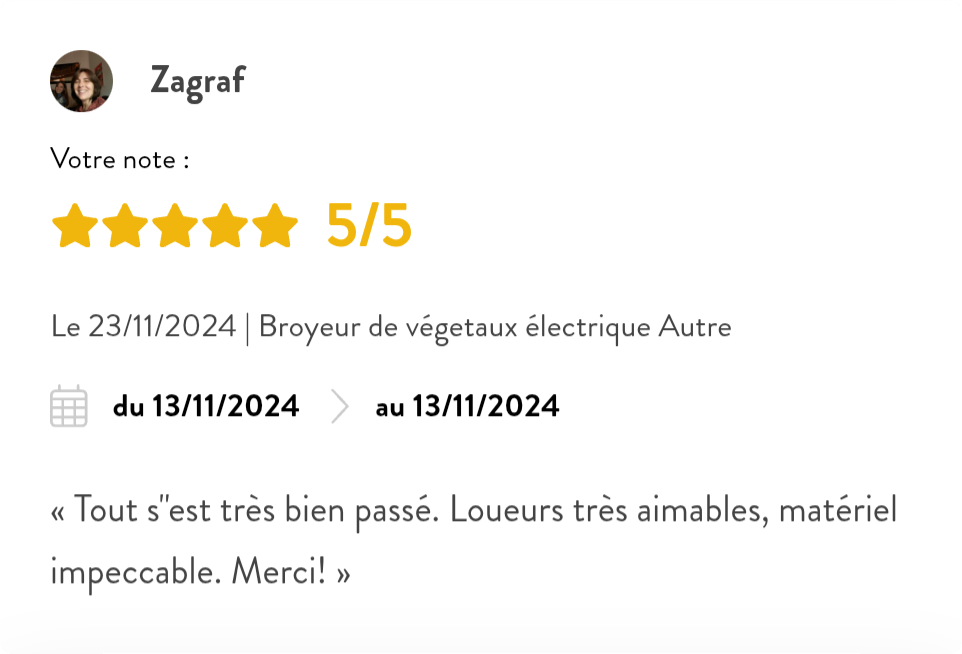 Zagraf
Votre note :
5/5
Le 23/11/2024 | Broyeur de végetaux électrique Autre
du 13/11/2024 au 13/11/2024
« Tout s''est très bien passé. Loueurs très aimables, matériel
impeccable. Merci! »